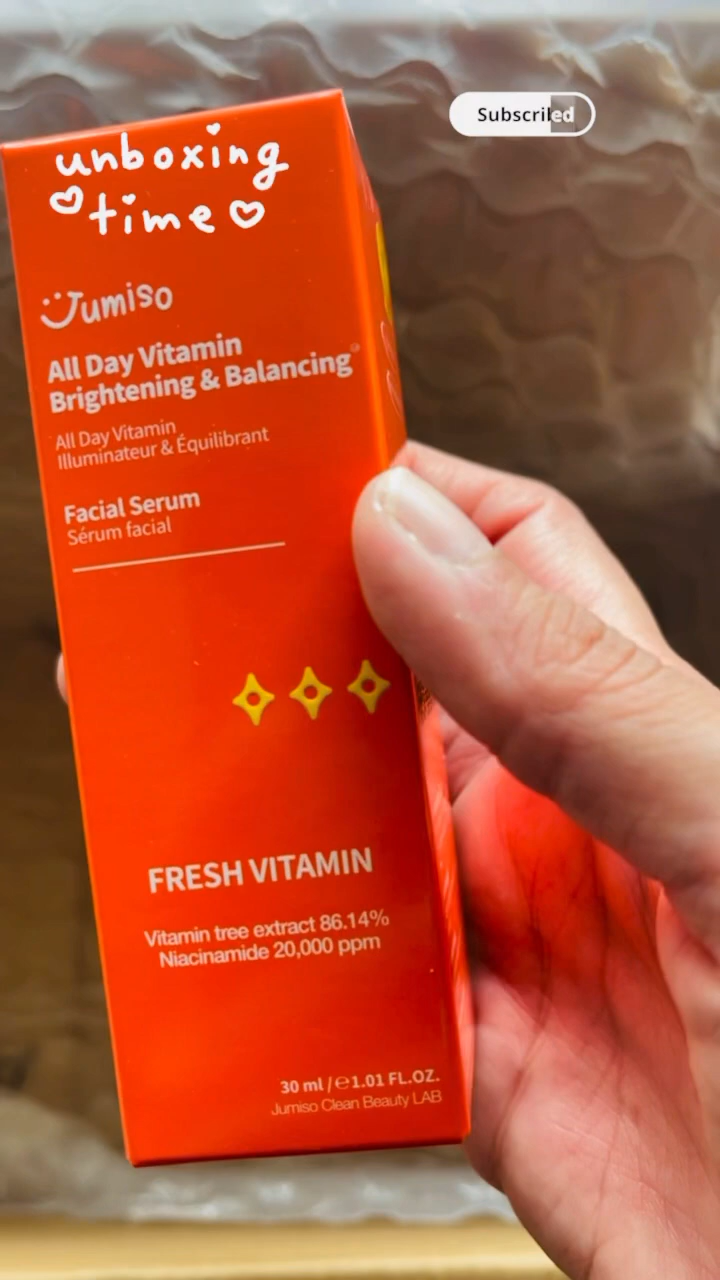 unboxing
time
Subscribed
Jumiso
All Day Vitamin
Brightening & Balancing
All Day Vitamin
Illuminateur & Équilibrant
Facial Serum
Sérum facial
FRESH VITAMIN
Vitamin tree extract 86.14%
Niacinamide 20,000 ppm
30 ml / ℮1.01 FL.OZ.
Jumiso Clean Beauty LAB